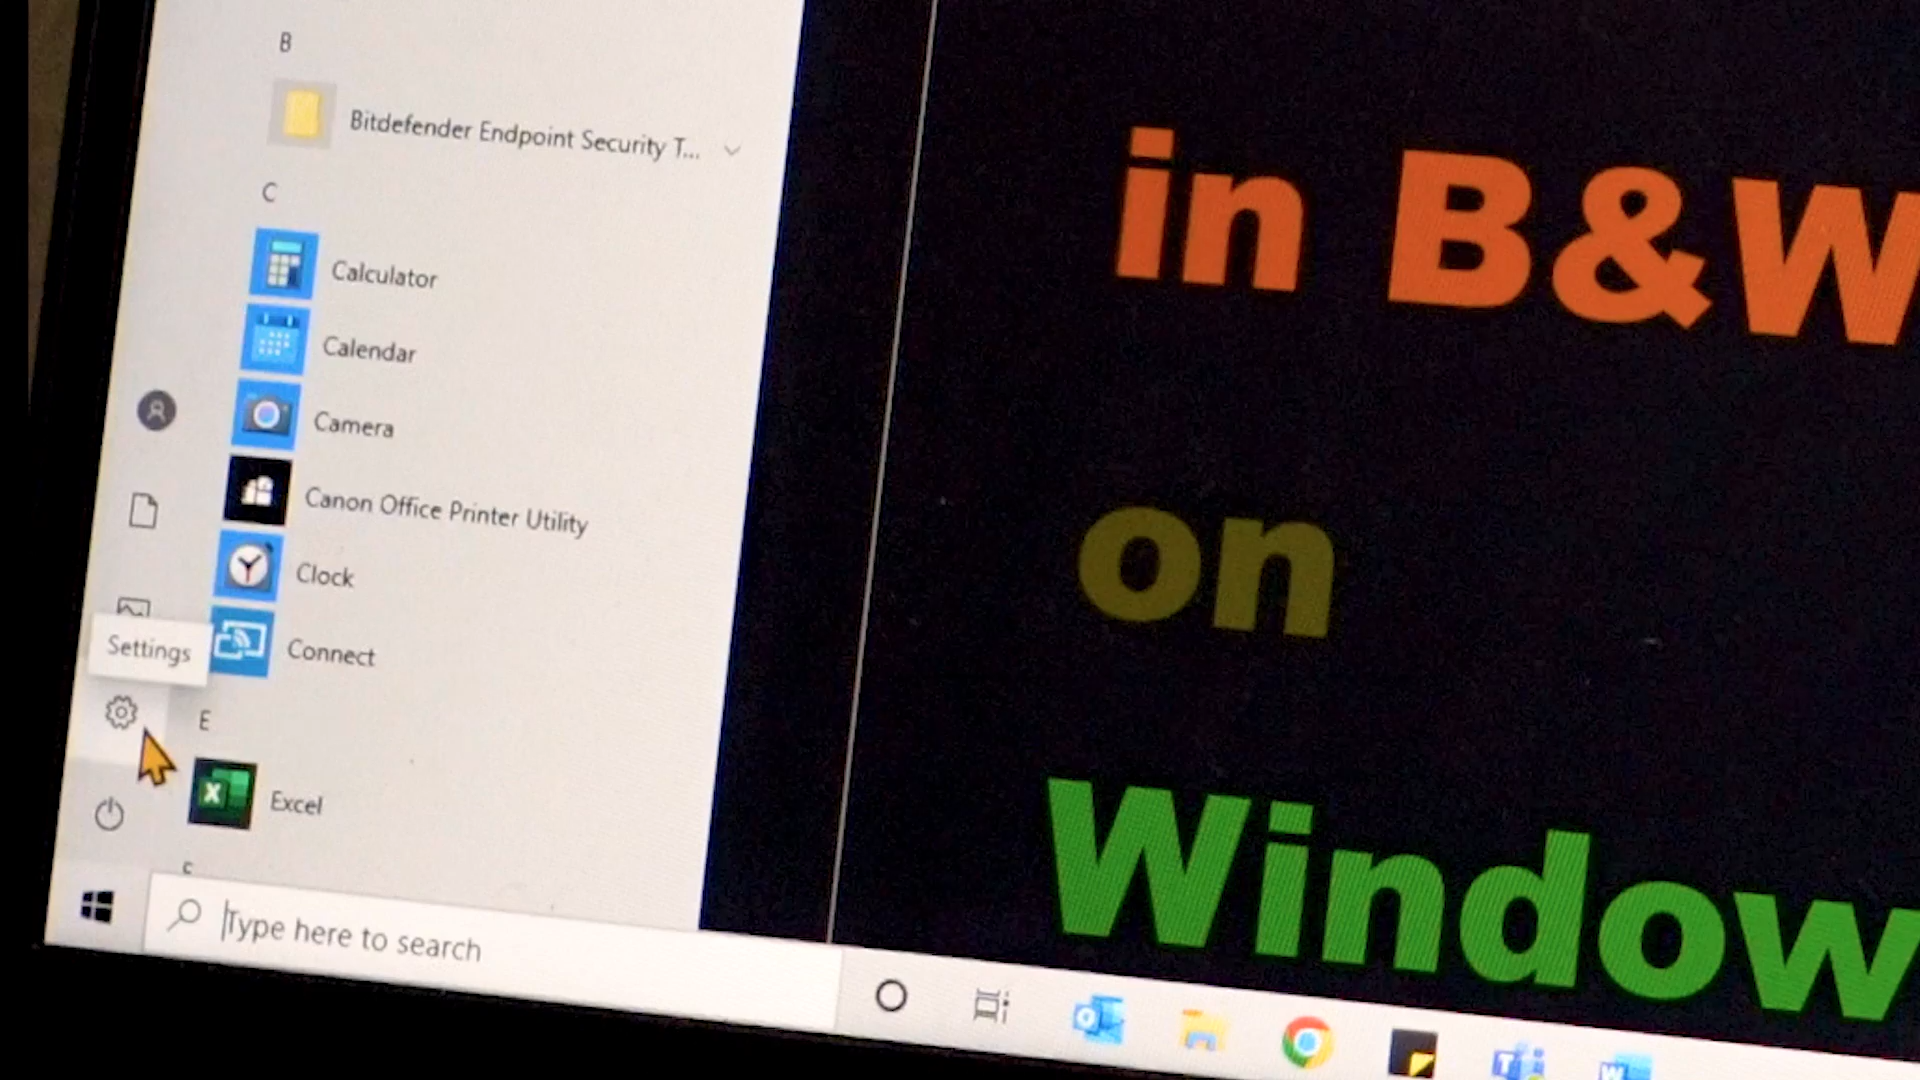 B
Bitdefender Endpoint Security T...
C
Calculator
Calendar
Camera
Canon Office Printer Utility
Clock
Connect
Settings
E
Excel
Type here to search
in B&W
on
Window